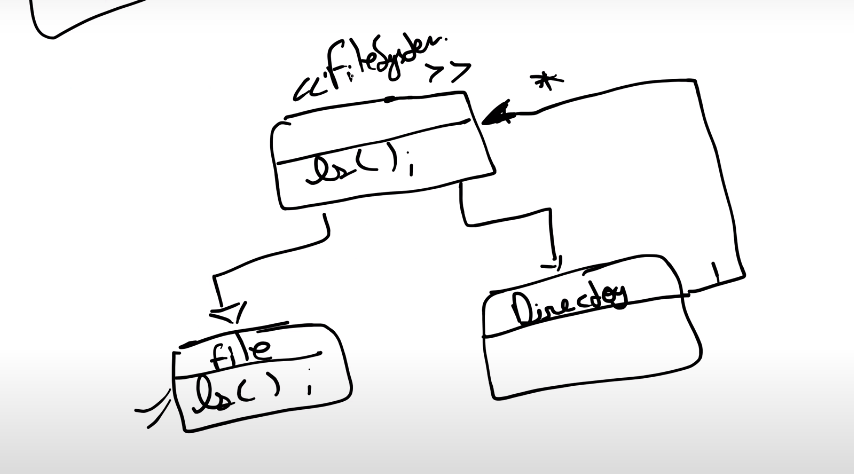 <<FileSystem>>
*
ls();
1
Directory
file
ls();